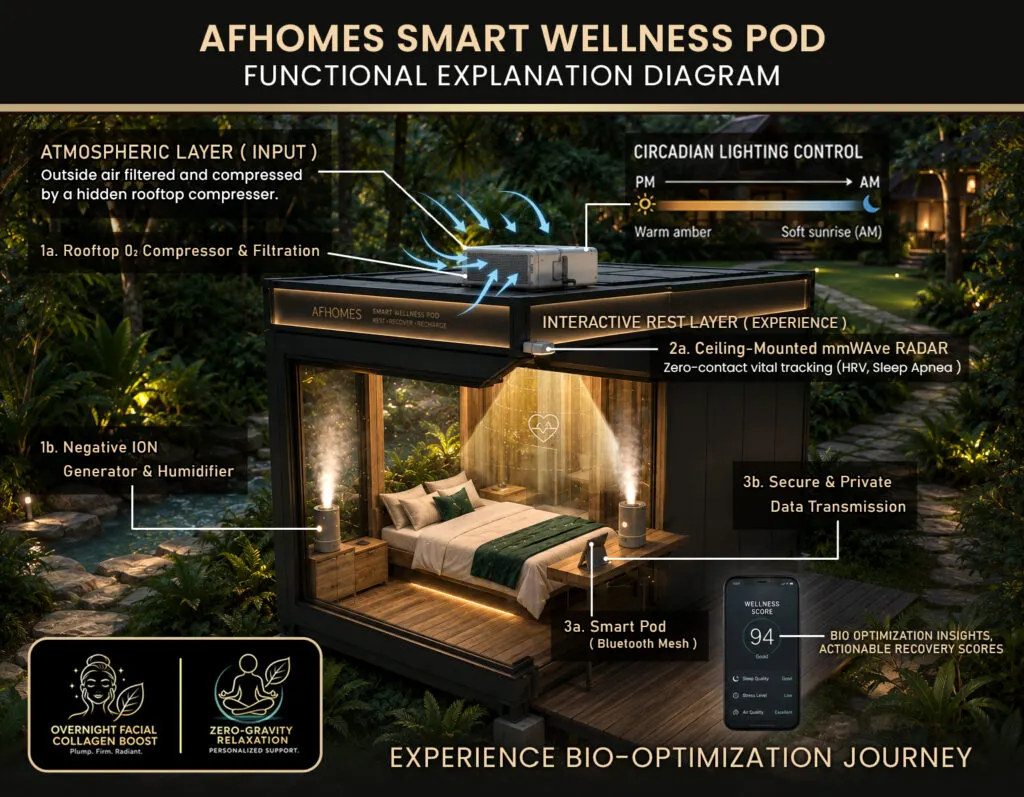 AFHOMES SMART WELLNESS POD
FUNCTIONAL EXPLANATION DIAGRAM
ATMOSPHERIC LAYER ( INPUT )
Outside air filtered and compressed
by a hidden rooftop compresser.
1a. Rooftop O₂ Compressor & Filtration
CIRCADIAN LIGHTING CONTROL
PM
AM
Warm amber
Soft sunrise (AM)
AFHOMES
SMART WELLNESS POD
REST • RECOVER • RECHARGE
INTERACTIVE REST LAYER ( EXPERIENCE )
2a. Ceiling-Mounted mmWAve RADAR
Zero-contact vital tracking (HRV, Sleep Apnea )
1b. Negative ION
Generator & Humidifier
3b. Secure & Private
Data Transmission
3a. Smart Pod
( Bluetooth Mesh )
WELLNESS
SCORE
94
Good
Sleep Quality Good
Stress Level Low
Air Quality Excellent
BIO OPTIMIZATION INSIGHTS,
ACTIONABLE RECOVERY SCORES
OVERNIGHT FACIAL
COLLAGEN BOOST
Plump. Firm. Radiant.
ZERO-GRAVITY
RELAXATION
PERSONALIZED SUPPORT.
EXPERIENCE BIO-OPTIMIZATION JOURNEY